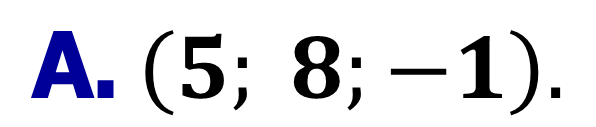 A. (5; 8; −1).